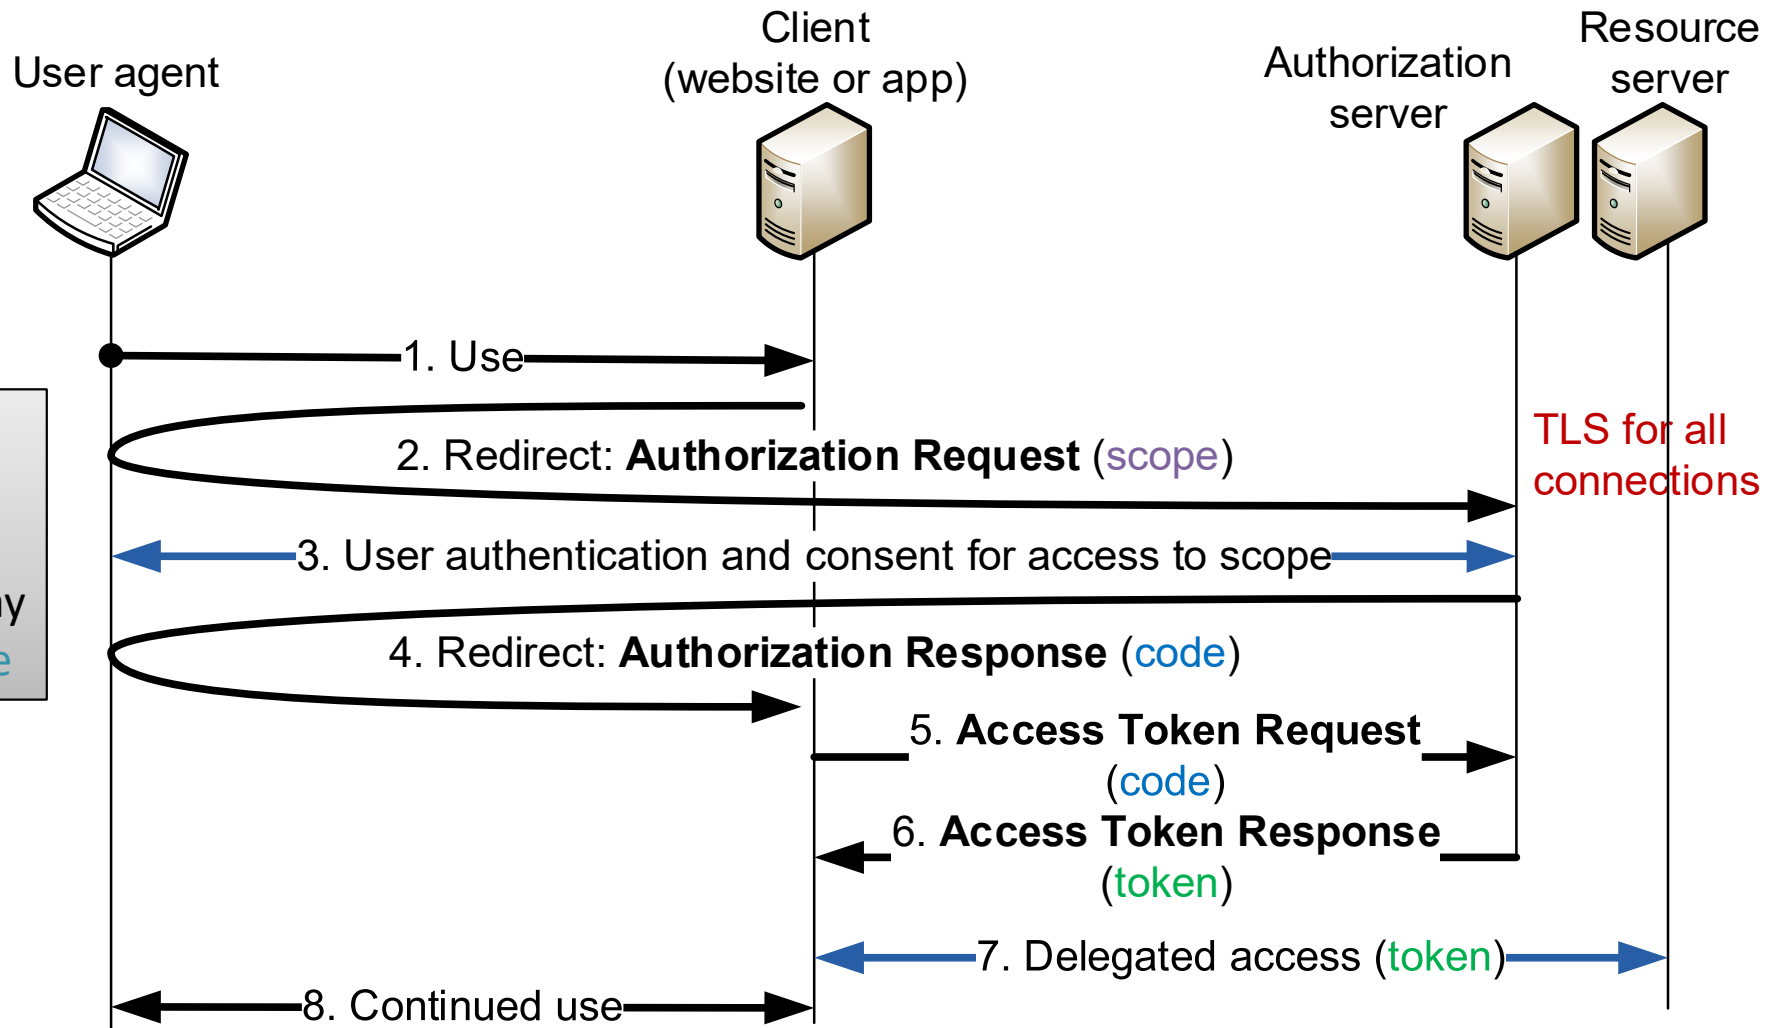 User agent
Client
(website or app)
Authorization
server
Resource
server
1. Use
2. Redirect: Authorization Request (scope)
TLS for all
connections
3. User authentication and consent for access to scope
4. Redirect: Authorization Response (code)
5. Access Token Request
(code)
6. Access Token Response
(token)
7. Delegated access (token)
8. Continued use